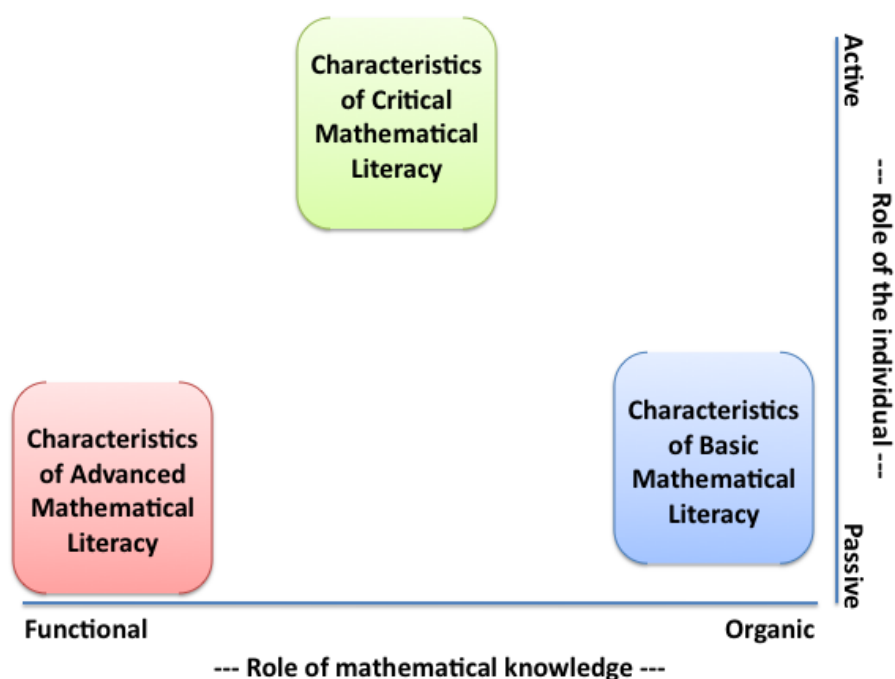 Characteristics
of Critical
Mathematical
Literacy
Active
--- Role of the individual ---
Characteristics
of Advanced
Mathematical
Literacy
Characteristics
of Basic
Mathematical
Literacy
Passive
Functional
Organic
--- Role of mathematical knowledge ---